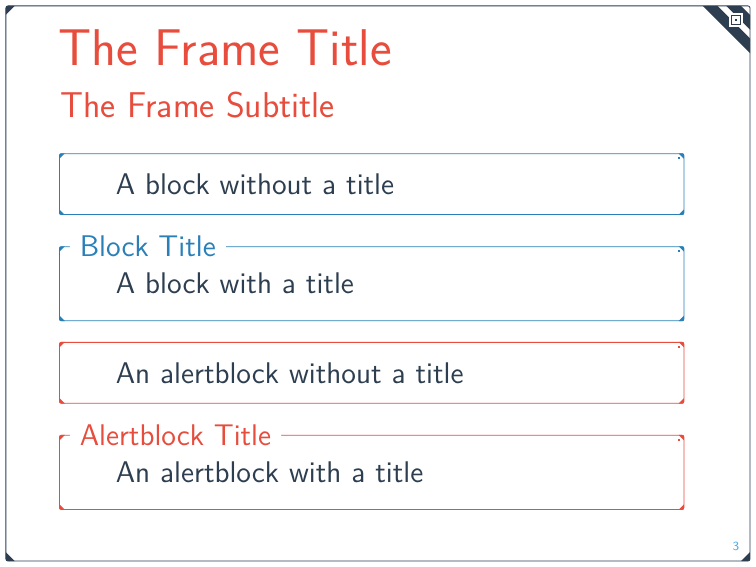 The Frame Title
The Frame Subtitle
A block without a title
Block Title
A block with a title
An alertblock without a title
Alertblock Title
An alertblock with a title
3